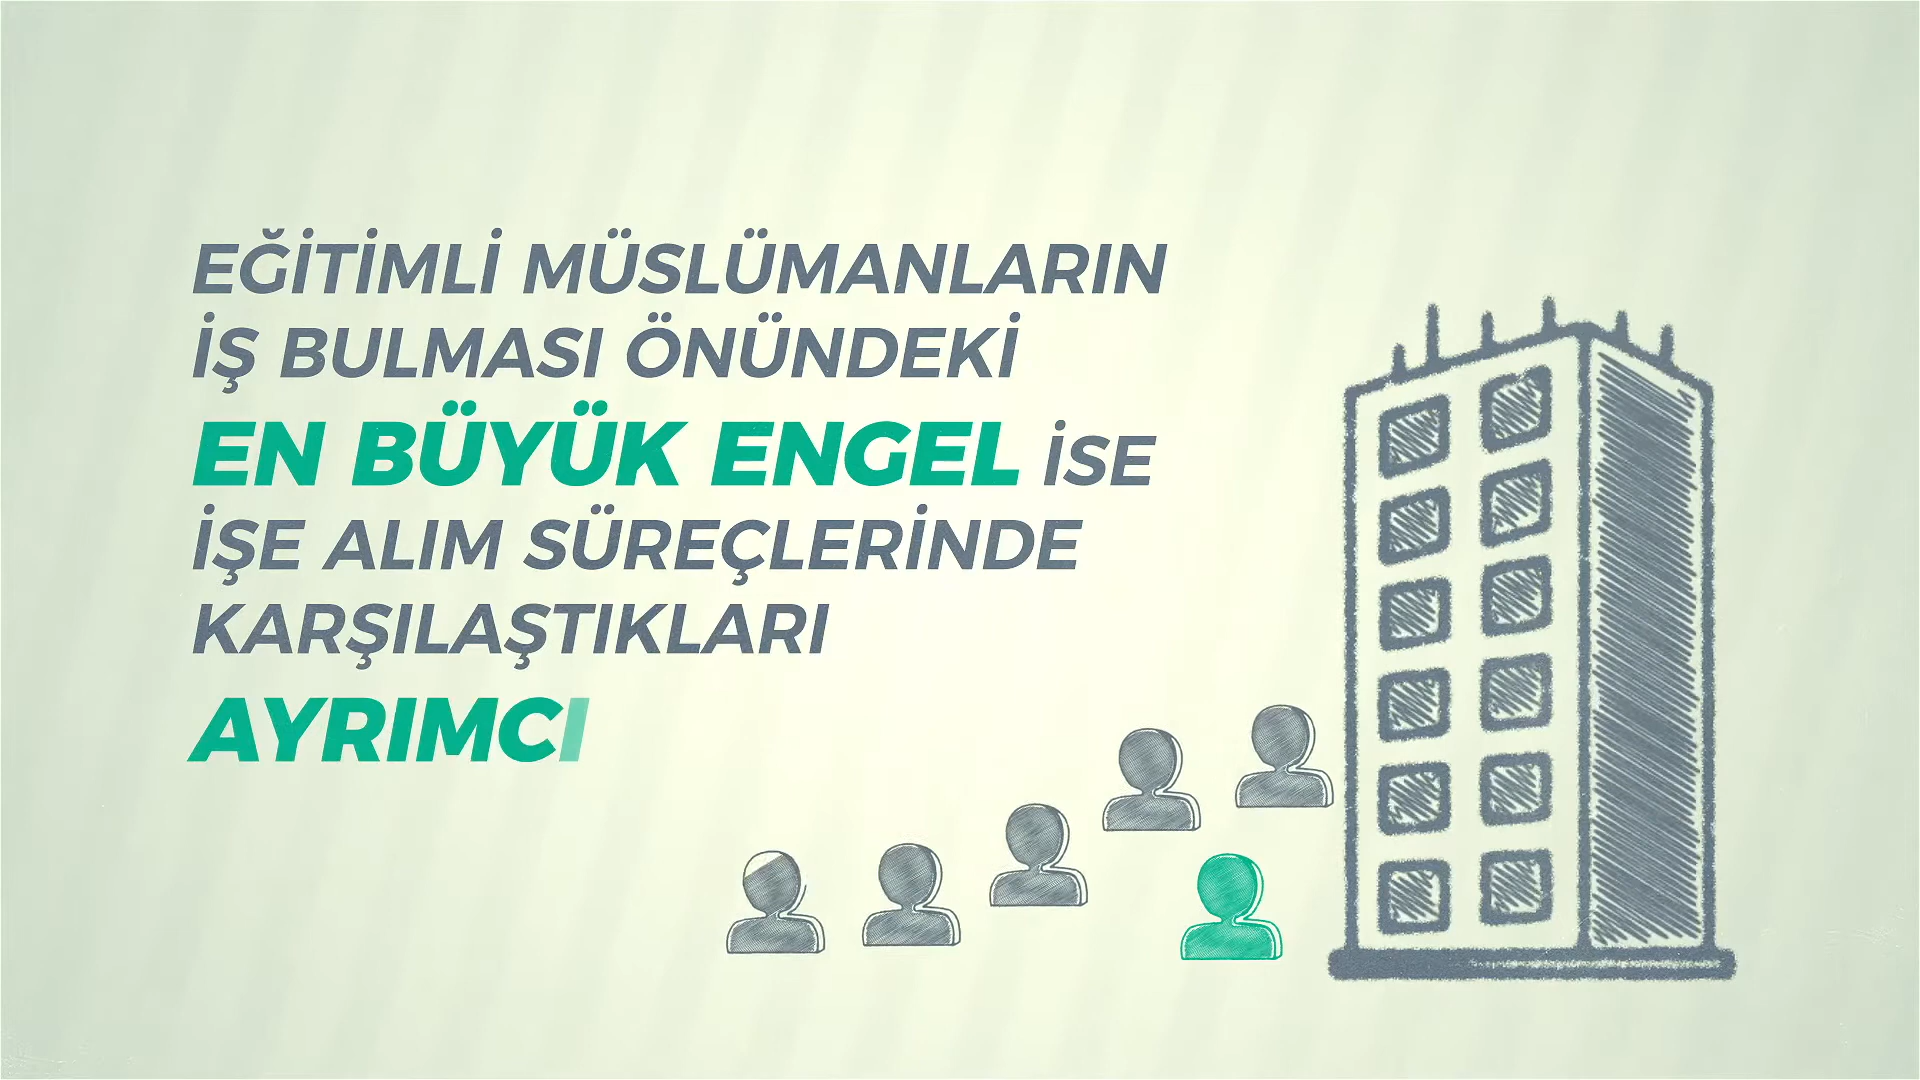 EĞİTİMLİ MÜSLÜMANLARIN
İŞ BULMASI ÖNÜNDEKİ
EN BÜYÜK ENGEL İSE
İŞE ALIM SÜREÇLERİNDE
KARŞILAŞTIKLARI
AYRIMCI